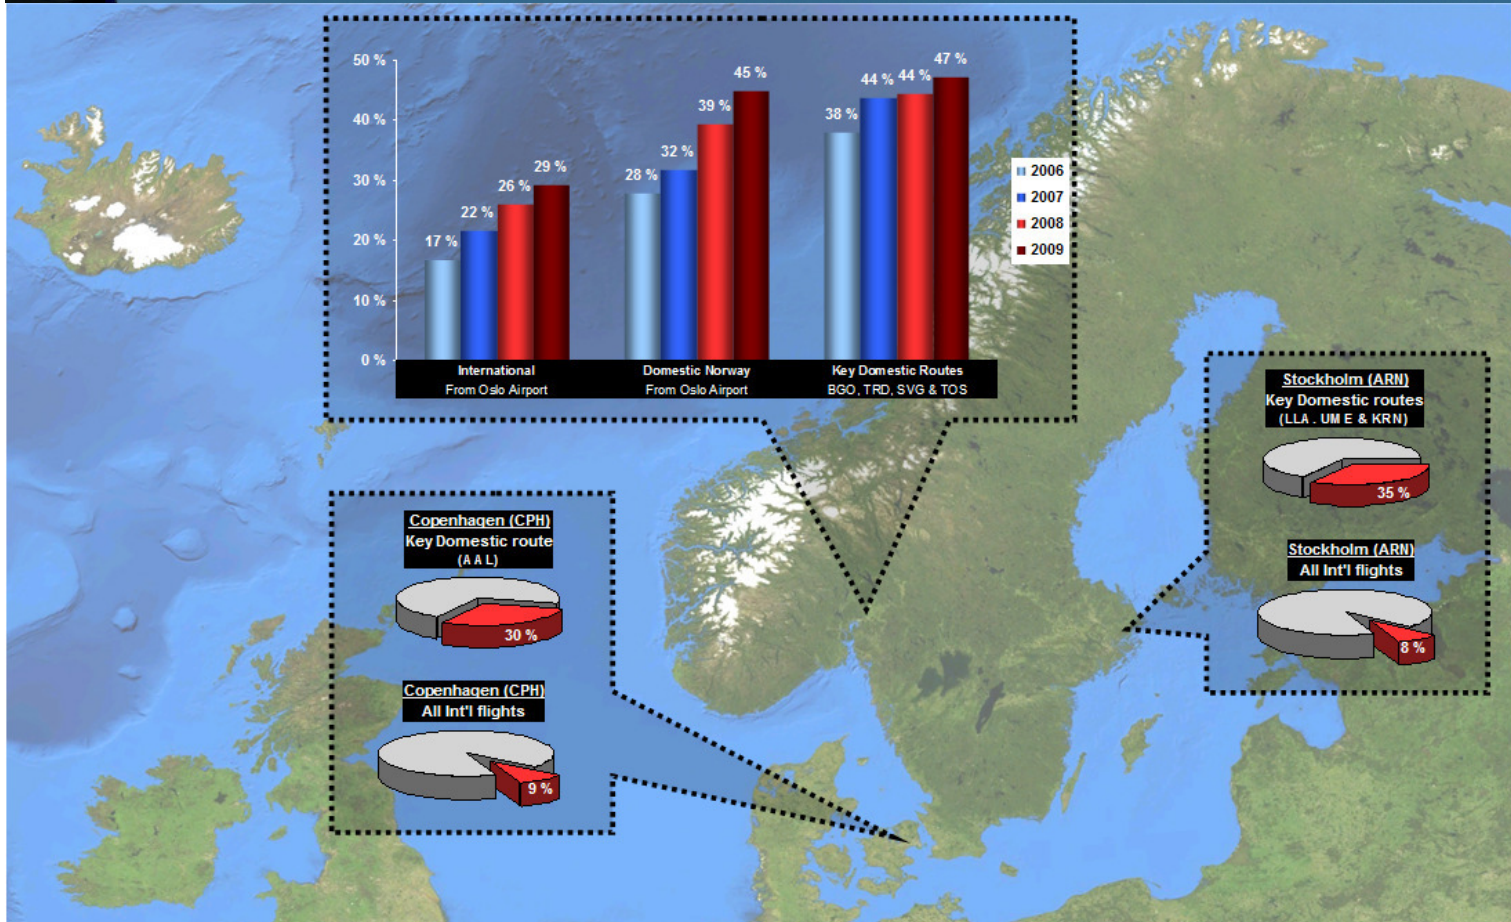 50 %
40 %
30 %
20 %
10 %
0 %
17 %
22 %
26 %
29 %
28 %
32 %
39 %
45 %
38 %
44 %
44 %
47 %
2006
2007
2008
2009
International
From Oslo Airport
Domestic Norway
From Oslo Airport
Key Domestic Routes
BGO, TRD, SVG & TOS
Stockholm (ARN)
Key Domestic routes
(LLA. UME & KRN)
35 %
Stockholm (ARN)
All Int'l flights
8 %
Copenhagen (CPH)
Key Domestic route
(AAL)
30 %
Copenhagen (CPH)
All Int'l flights
9 %